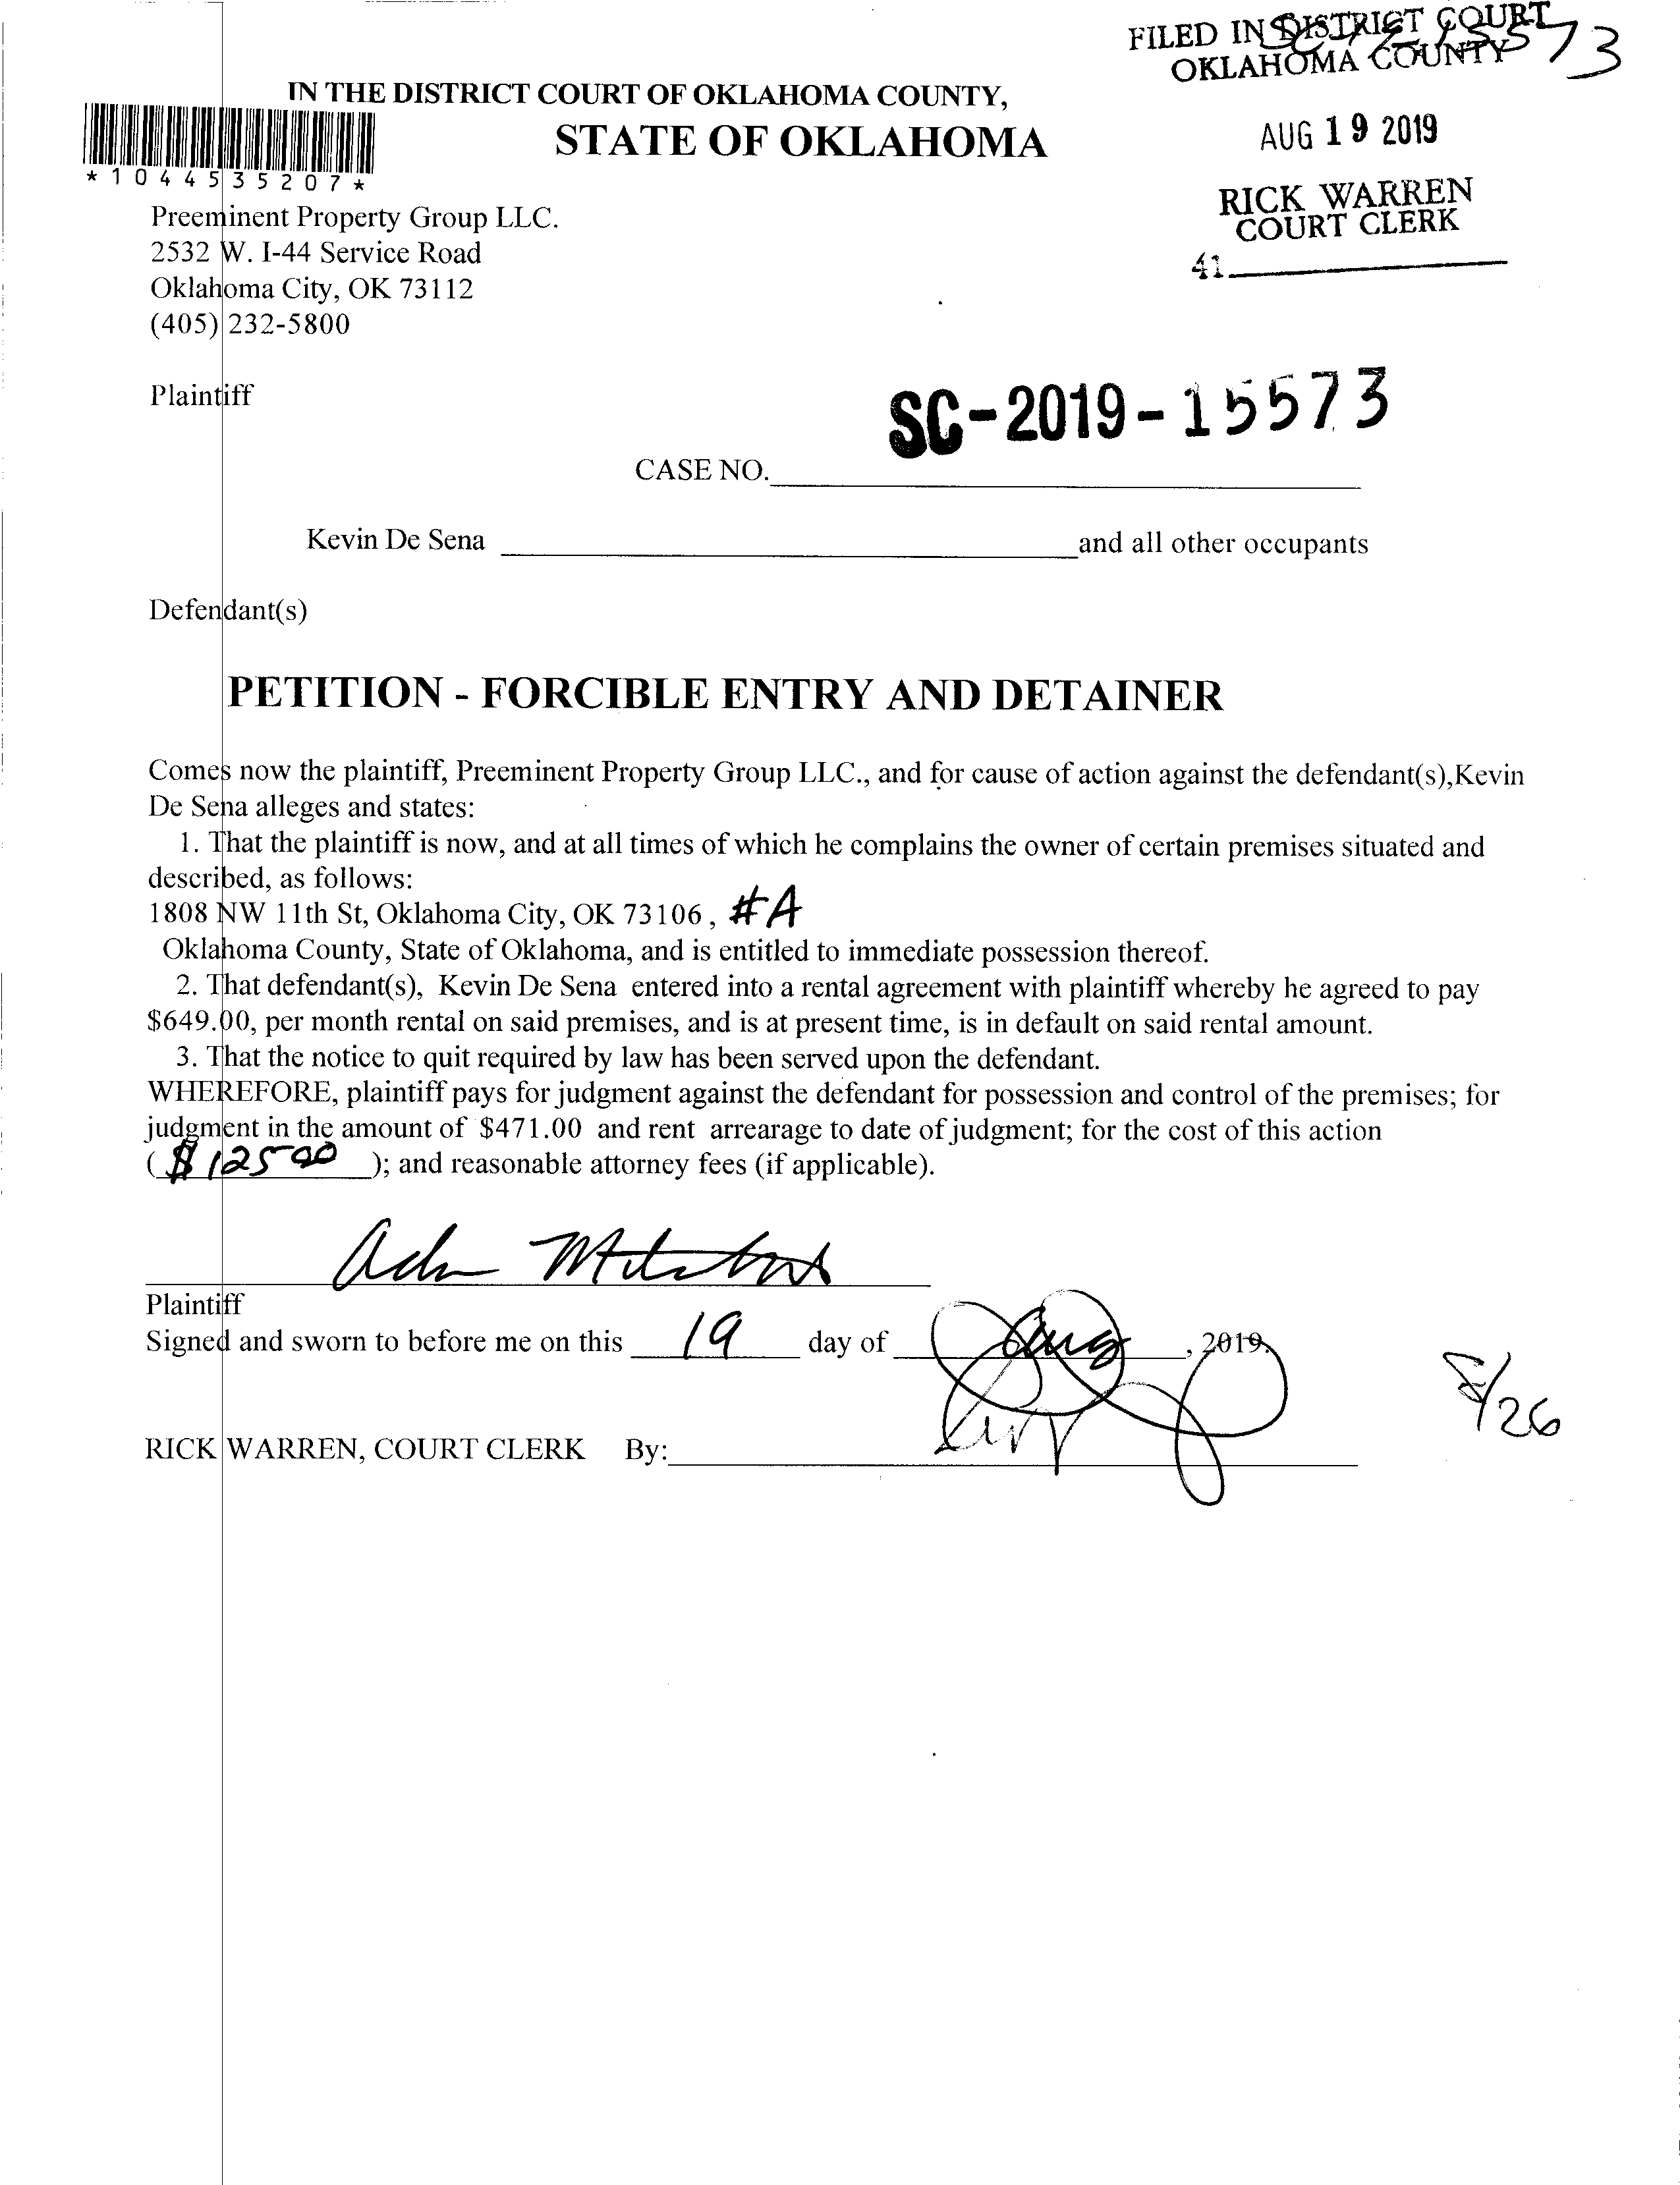 FILED IN DISTRICT COURT
OKLAHOMA COUNTY
IN THE DISTRICT COURT OF OKLAHOMA COUNTY,
STATE OF OKLAHOMA
AUG 19 2019
*1044535207*
RICK WARREN
COURT CLERK
41
Preeminent Property Group LLC.
2532 W. I-44 Service Road
Oklahoma City, OK 73112
(405) 232-5800
Plaintiff
SC-2019-15573
CASE NO.
Kevin De Sena and all other occupants
Defendant(s)
PETITION - FORCIBLE ENTRY AND DETAINER
Comes now the plaintiff, Preeminent Property Group LLC., and for cause of action against the defendant(s),Kevin
De Sena alleges and states:
1. That the plaintiff is now, and at all times of which he complains the owner of certain premises situated and
described, as follows:
1808 NW 11th St, Oklahoma City, OK 73106 , #A
Oklahoma County, State of Oklahoma, and is entitled to immediate possession thereof.
2. That defendant(s), Kevin De Sena entered into a rental agreement with plaintiff whereby he agreed to pay
$649.00, per month rental on said premises, and is at present time, is in default on said rental amount.
3. That the notice to quit required by law has been served upon the defendant.
WHEREFORE, plaintiff pays for judgment against the defendant for possession and control of the premises; for
judgment in the amount of $471.00 and rent arrearage to date of judgment; for the cost of this action
($125 00); and reasonable attorney fees (if applicable).
Plaintiff
Signed and sworn to before me on this 19 day of Aug, 2019.
8/26
RICK WARREN, COURT CLERK By: